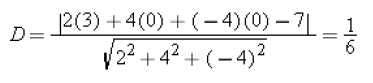 D = |2(3) + 4(0) + (-4)(0) - 7| / √(2² + 4² + (-4)²) = 1/6